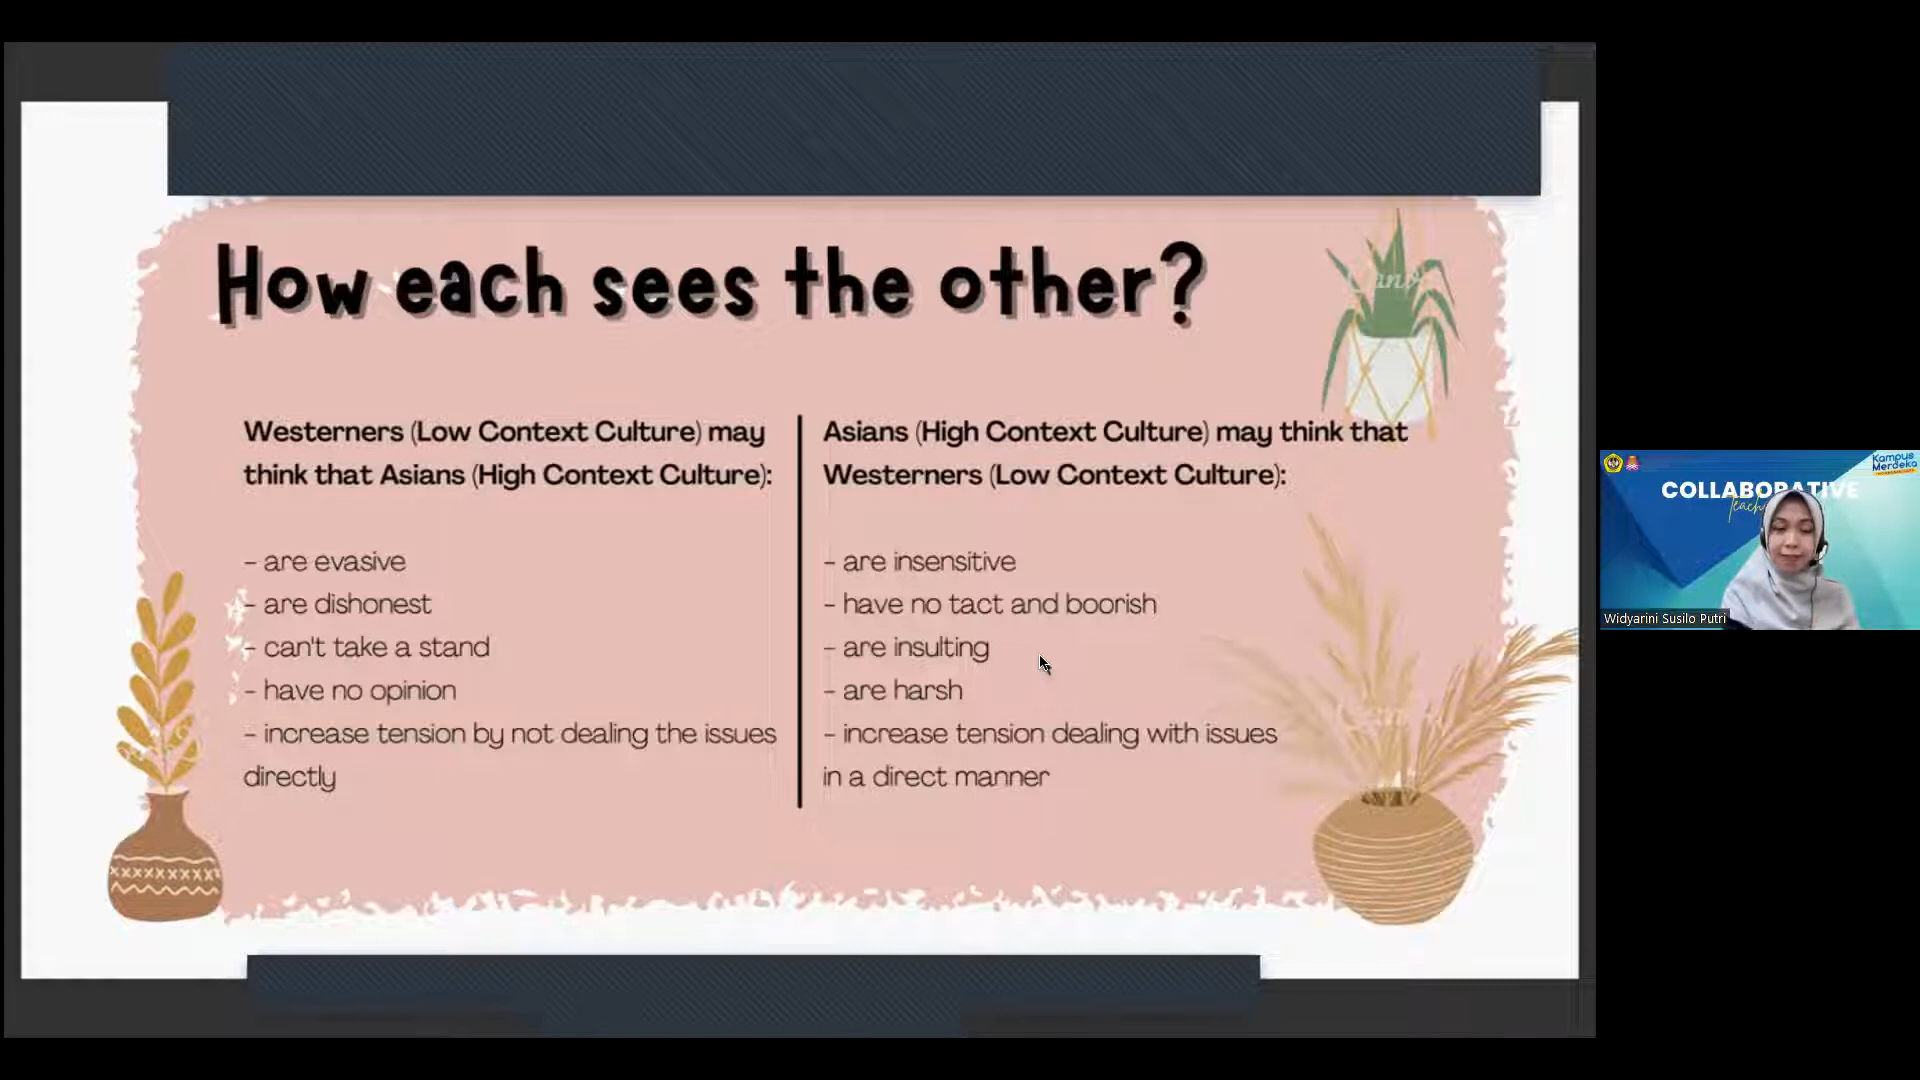 How each sees the other?
Westerners (Low Context Culture) may
think that Asians (High Context Culture):
- are evasive
- are dishonest
- can't take a stand
- have no opinion
- increase tension by not dealing the issues
directly
Asians (High Context Culture) may think that
Westerners (Low Context Culture):
- are insensitive
- have no tact and boorish
- are insulting
- are harsh
- increase tension dealing with issues
in a direct manner
Kampus
Merdeka
COLLABORATIVE
Widyarini Susilo Putri